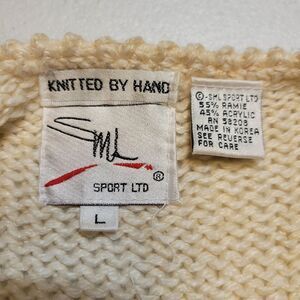 KNITTED BY HAND
SML
®
SPORT LTD
L
©-SML SPORT LTD
55% RAMIE
45% ACRYLIC
RN 58208
MADE IN KOREA
SEE REVERSE
FOR CARE